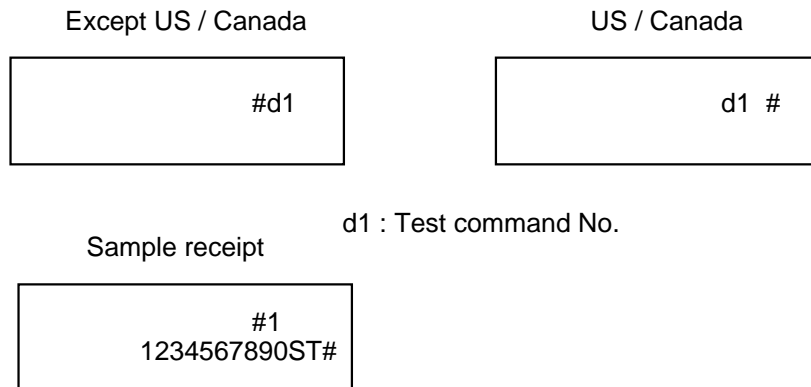 Except US / Canada
US / Canada
#d1
d1 #
d1 : Test command No.
Sample receipt
#1
1234567890ST#